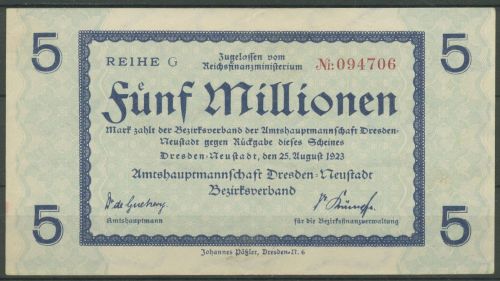 5 5
REIHE G
Zugelassen vom
Reichsfinanzministerium
№:094706
Fünf Millionen
Mark zahlt der Bezirksverband der Amtshauptmannschaft Dresden-
Neustadt gegen Rückgabe dieses Scheines
Dresden-Neustadt, den 25. August 1923
Amtshauptmannschaft Dresden-Neustadt
Bezirksverband
Amtshauptmann
für die Bezirksfinanzverwaltung
5 5
Johannes Päßler, Dresden-N. 6